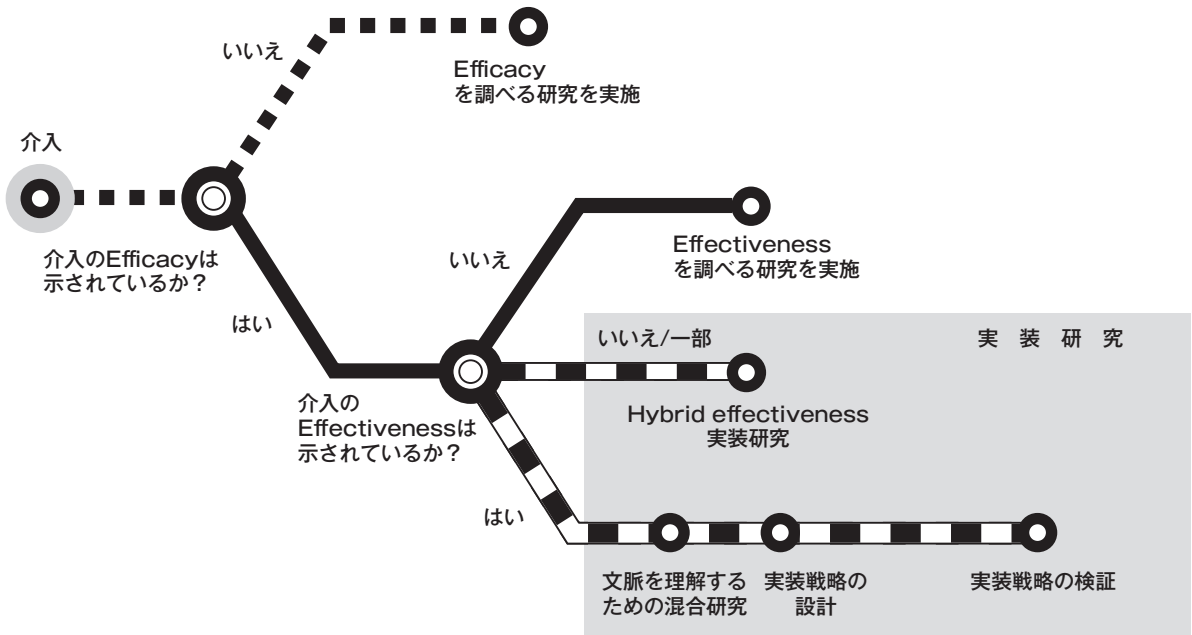 いいえ
Efficacy
を調べる研究を実施
介入
介入のEfficacyは
示されているか？
はい
いいえ
Effectiveness
を調べる研究を実施
いいえ/一部
実 装 研 究
介入の
Effectivenessは
示されているか？
Hybrid effectiveness
実装研究
はい
文脈を理解する
ための混合研究
実装戦略の
設計
実装戦略の検証